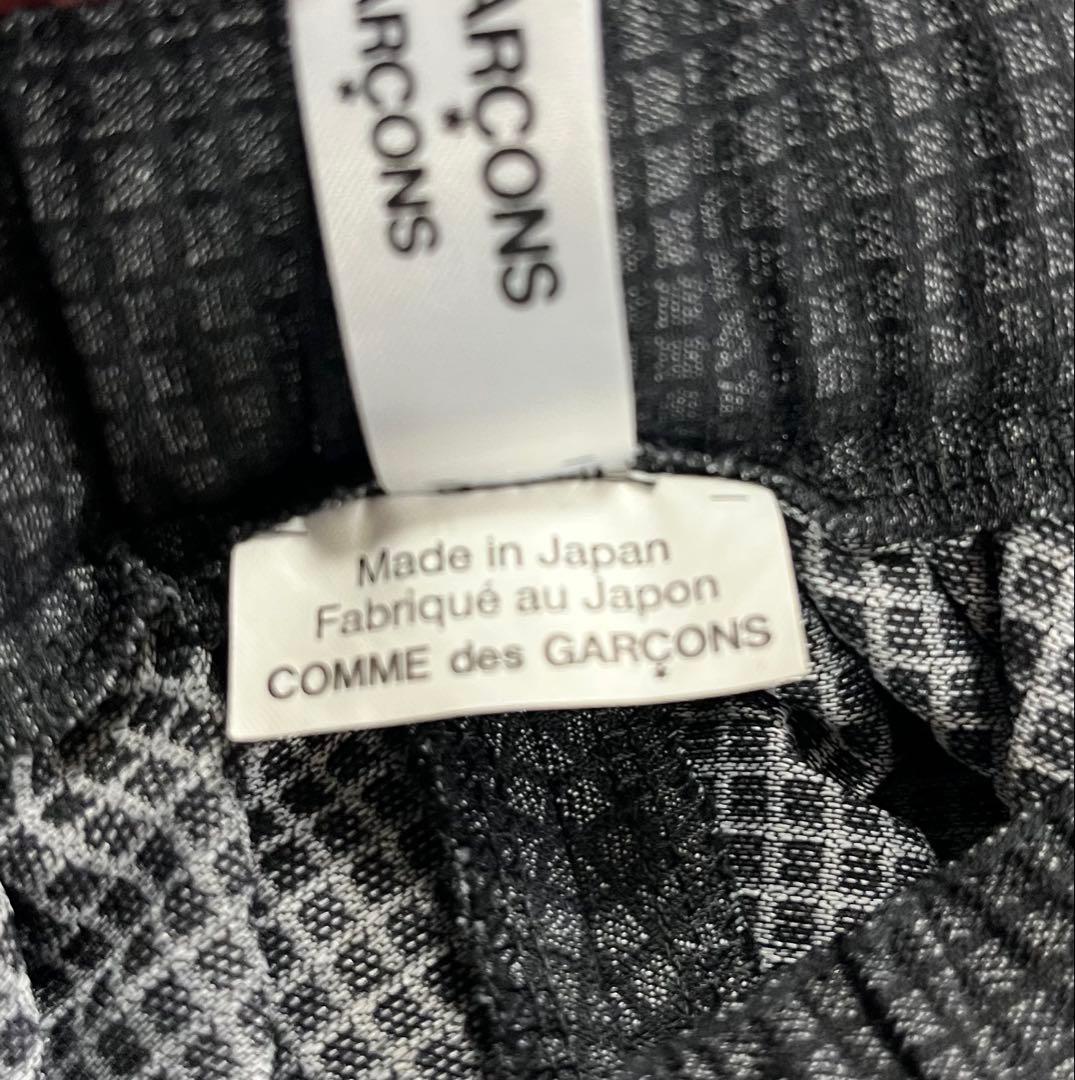 GARÇONS
GARÇONS
Made in Japan
Fabriqué au Japon
COMME des GARÇONS